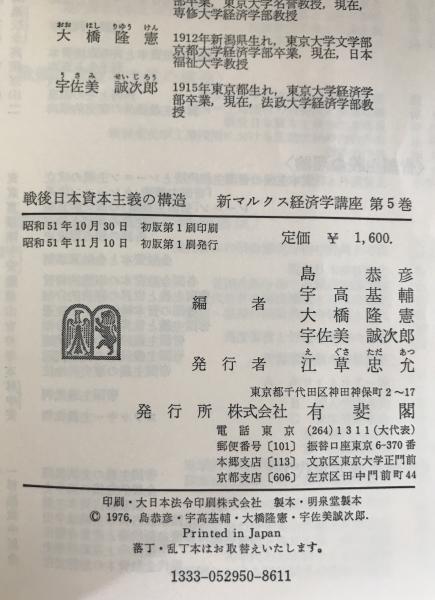 部卒業，東京大学名誉教授，現在，
専修大学経済学部教授
おお はし りゆう けん
大橋隆憲
1912年新潟県生れ，東京大学文学部
京都大学経済学部卒業，現在，日本
福祉大学教授
う さ み せいじろう
宇佐美 誠次郎
1915年東京都生れ，東京大学経済学
部卒業，現在，法政大学経済学部教
授
戦後日本資本主義の構造 新マルクス経済学講座 第5巻
昭和51年10月30日 初版第1刷印刷
昭和51年11月10日 初版第1刷発行
定価 ¥ 1,600.
編者
島恭彦
宇高基輔
大橋隆憲
宇佐美 誠次郎
え ぐさ ただ あつ
発行者 江草忠允
東京都千代田区神田神保町2～17
発行所 株式会社 有斐閣
電話東京 (264)1311(大代表)
郵便番号〔101〕 振替口座東京6-370番
本郷支店〔113〕 文京区東京大学正門前
京都支店〔606〕 左京区田中門前町44
印刷・大日本法令印刷株式会社 製本・明泉堂製本
© 1976, 島恭彦・宇高基輔・大橋隆憲・宇佐美誠次郎.
Printed in Japan
落丁・乱丁本はお取替えいたします。
1333-052950-8611